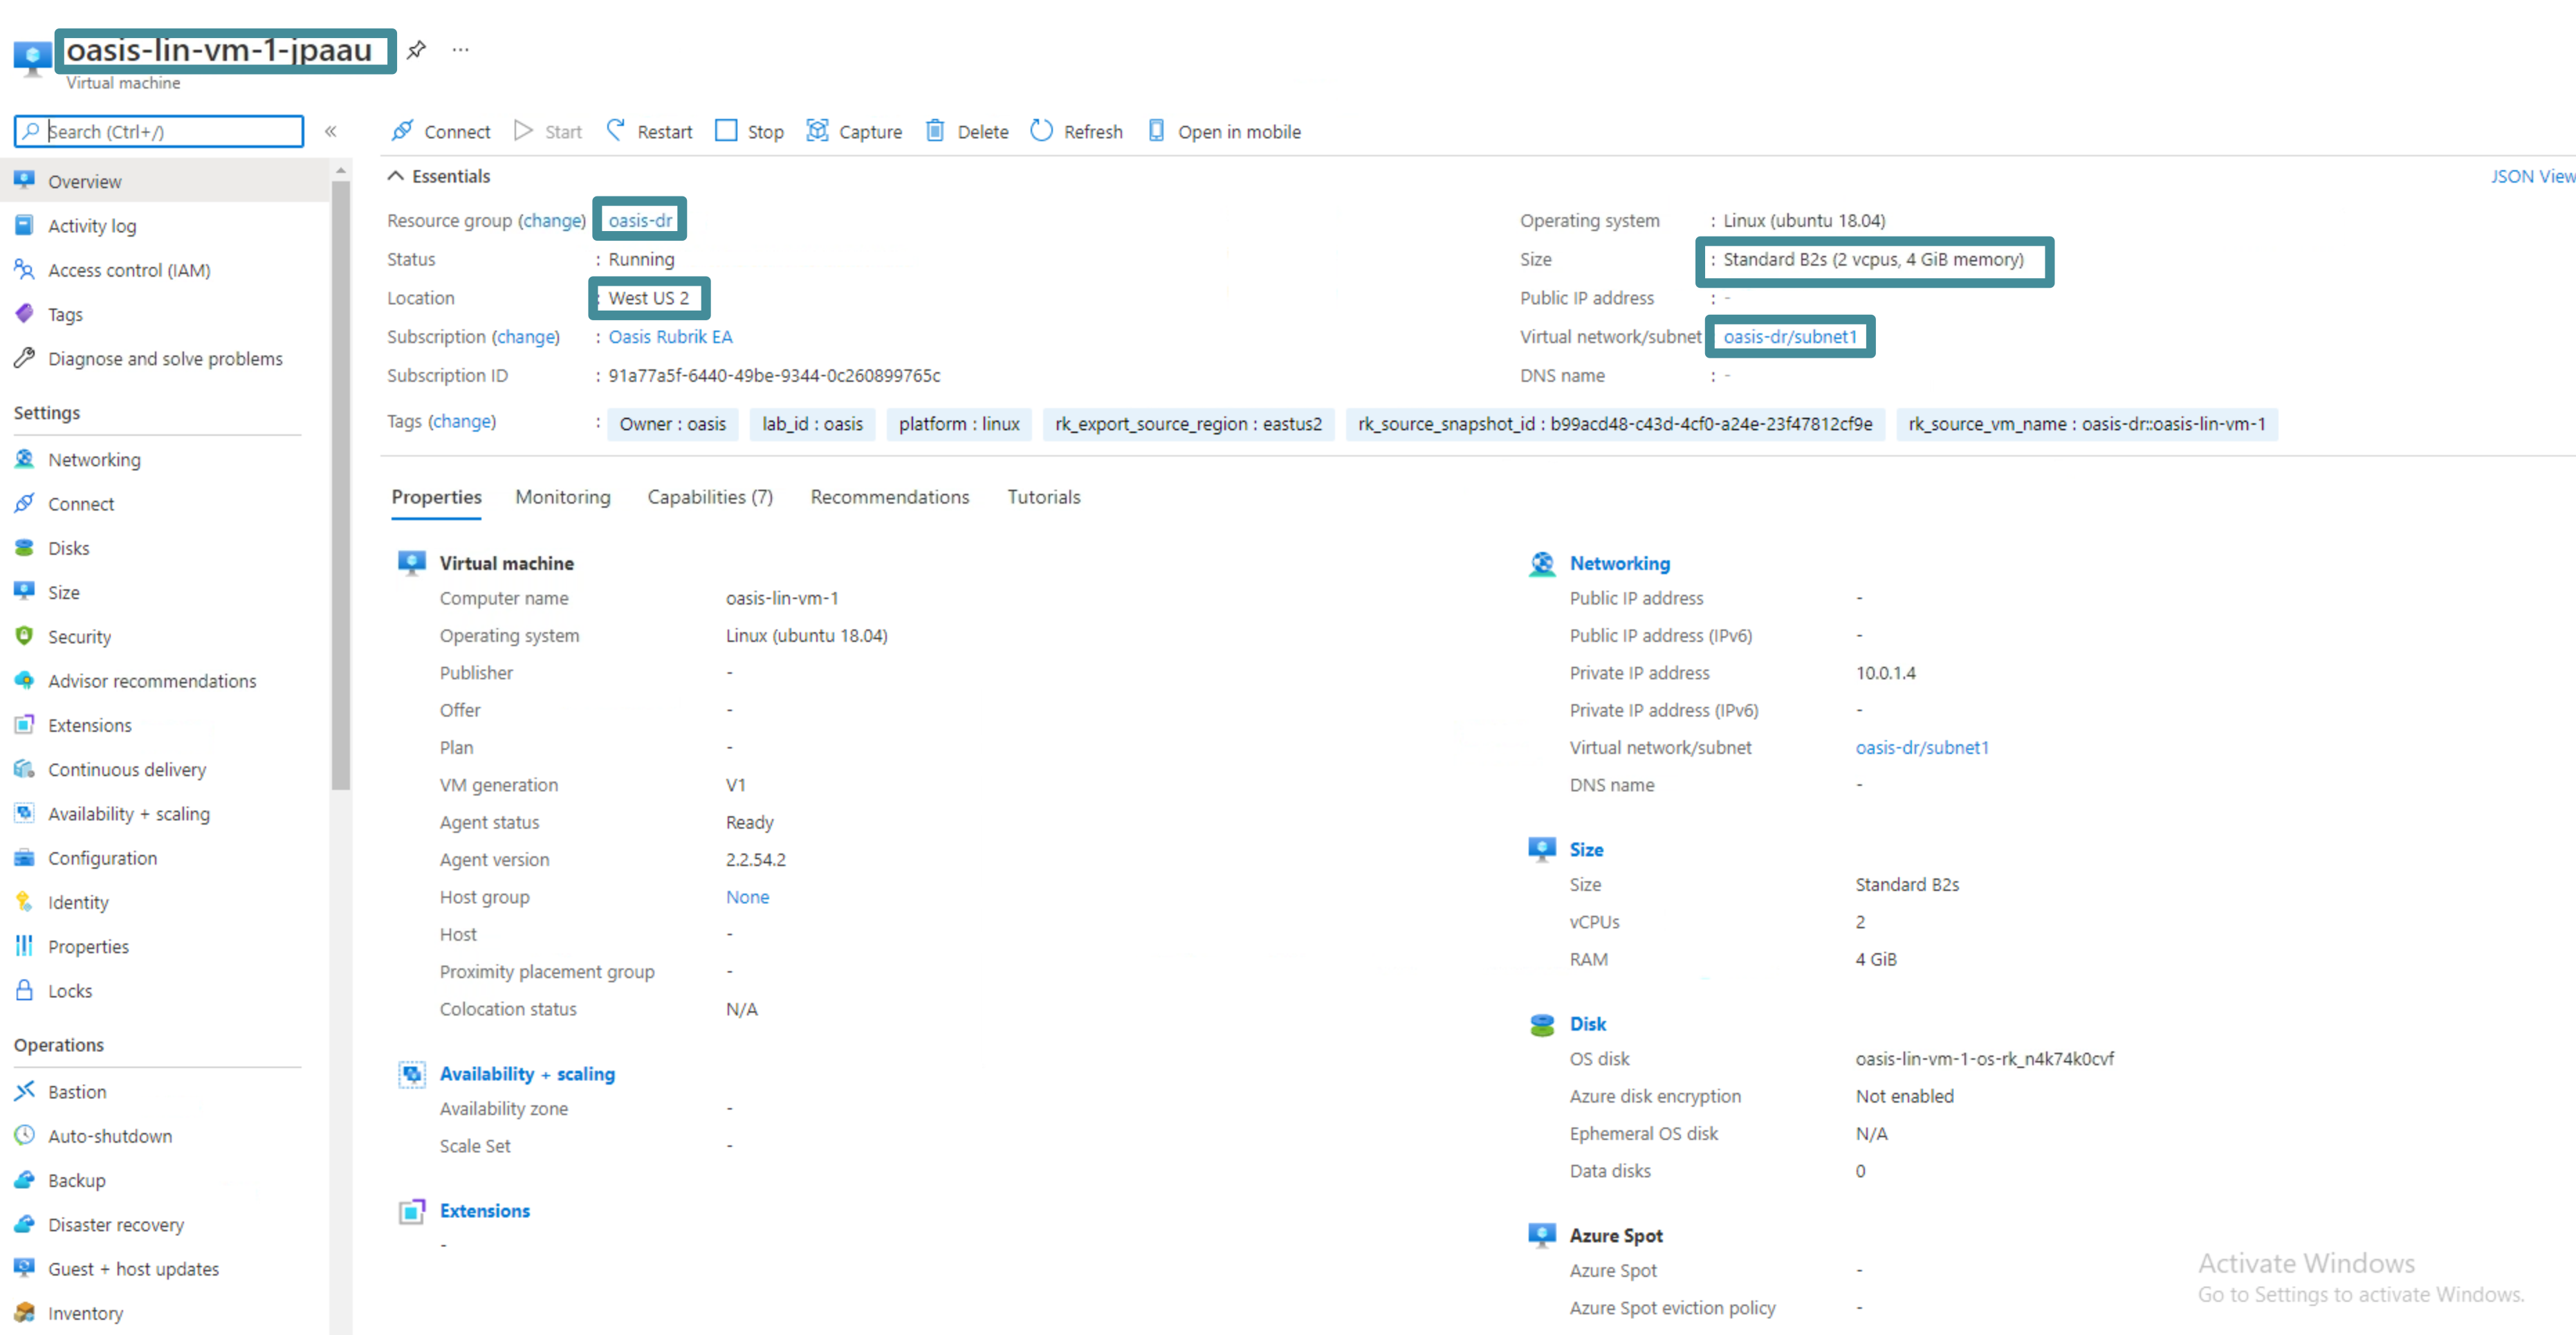 oasis-lin-vm-1-jpaau
Virtual machine
Search (Ctrl+/)
«
Connect Start Restart Stop Capture Delete Refresh Open in mobile
Overview
Activity log
Access control (IAM)
Tags
Diagnose and solve problems
Settings
Networking
Connect
Disks
Size
Security
Advisor recommendations
Extensions
Continuous delivery
Availability + scaling
Configuration
Identity
Properties
Locks
Operations
Bastion
Auto-shutdown
Backup
Disaster recovery
Guest + host updates
Inventory
Essentials
JSON View
Resource group (change) oasis-dr
Status : Running
Location : West US 2
Subscription (change) : Oasis Rubrik EA
Subscription ID : 91a77a5f-6440-49be-9344-0c260899765c
Operating system : Linux (ubuntu 18.04)
Size : Standard B2s (2 vcpus, 4 GiB memory)
Public IP address : -
Virtual network/subnet oasis-dr/subnet1
DNS name : -
Tags (change) : Owner : oasis lab_id : oasis platform : linux rk_export_source_region : eastus2 rk_source_snapshot_id : b99acd48-c43d-4cf0-a24e-23f47812cf9e rk_source_vm_name : oasis-dr::oasis-lin-vm-1
Properties Monitoring Capabilities (7) Recommendations Tutorials
Virtual machine
Computer name oasis-lin-vm-1
Operating system Linux (ubuntu 18.04)
Publisher -
Offer -
Plan -
VM generation V1
Agent status Ready
Agent version 2.2.54.2
Host group None
Host -
Proximity placement group -
Colocation status N/A
Availability + scaling
Availability zone -
Scale Set -
Extensions
-
Networking
Public IP address -
Public IP address (IPv6) -
Private IP address 10.0.1.4
Private IP address (IPv6) -
Virtual network/subnet oasis-dr/subnet1
DNS name -
Size
Size Standard B2s
vCPUs 2
RAM 4 GiB
Disk
OS disk oasis-lin-vm-1-os-rk_n4k74k0cvf
Azure disk encryption Not enabled
Ephemeral OS disk N/A
Data disks 0
Azure Spot
Azure Spot -
Azure Spot eviction policy -
Activate Windows
Go to Settings to activate Windows.